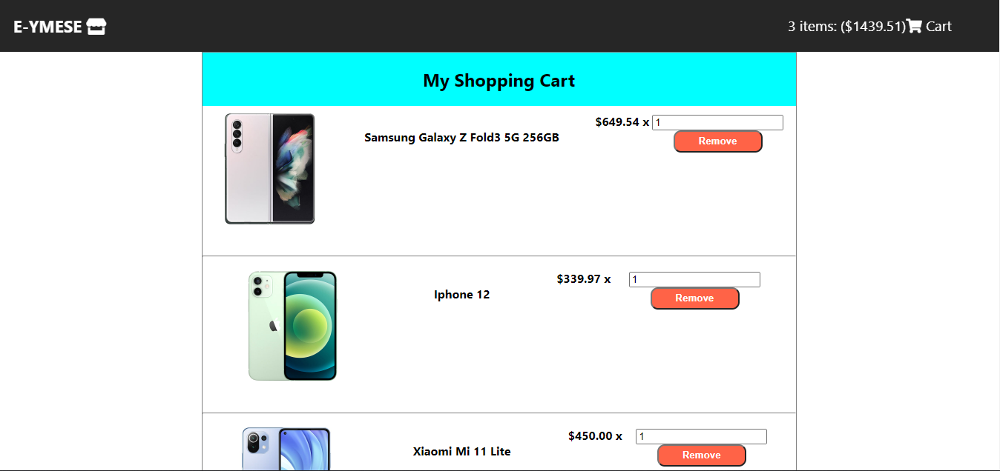 E-YMESE
3 items: ($1439.51) Cart
My Shopping Cart
$649.54 x 1
Samsung Galaxy Z Fold3 5G 256GB
Remove
$339.97 x 1
Iphone 12
Remove
$450.00 x 1
Xiaomi Mi 11 Lite
Remove